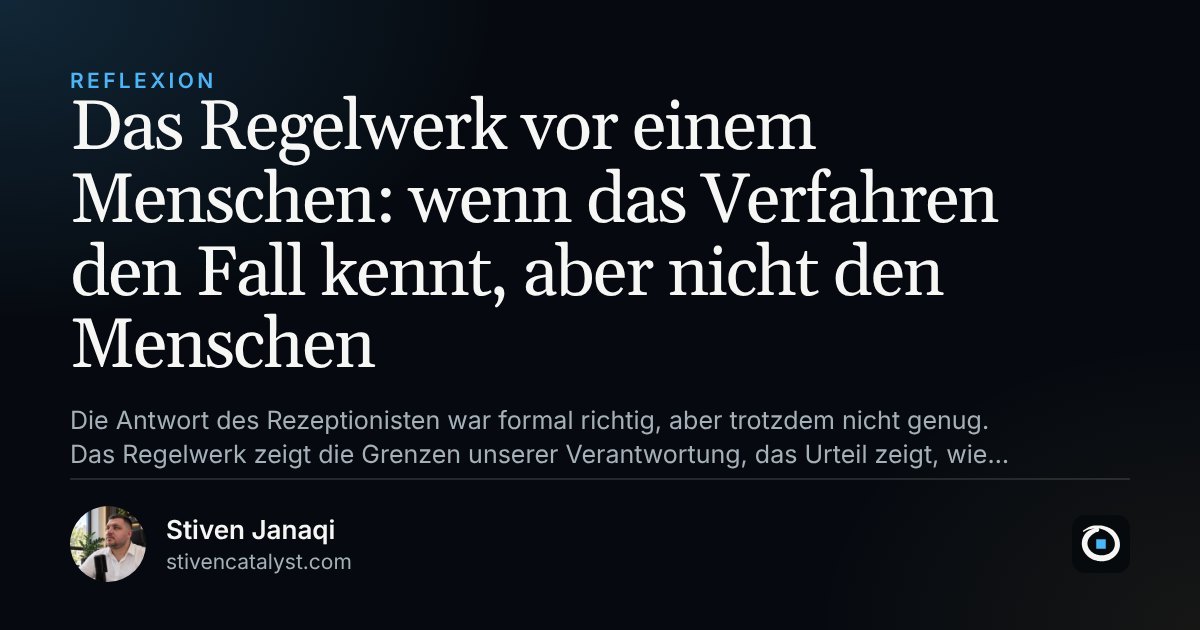 REFLEXION
Das Regelwerk vor einem
Menschen: wenn das Verfahren
den Fall kennt, aber nicht den
Menschen
Die Antwort des Rezeptionisten war formal richtig, aber trotzdem nicht genug.
Das Regelwerk zeigt die Grenzen unserer Verantwortung, das Urteil zeigt, wie...
Stiven Janaqi
stivencatalyst.com